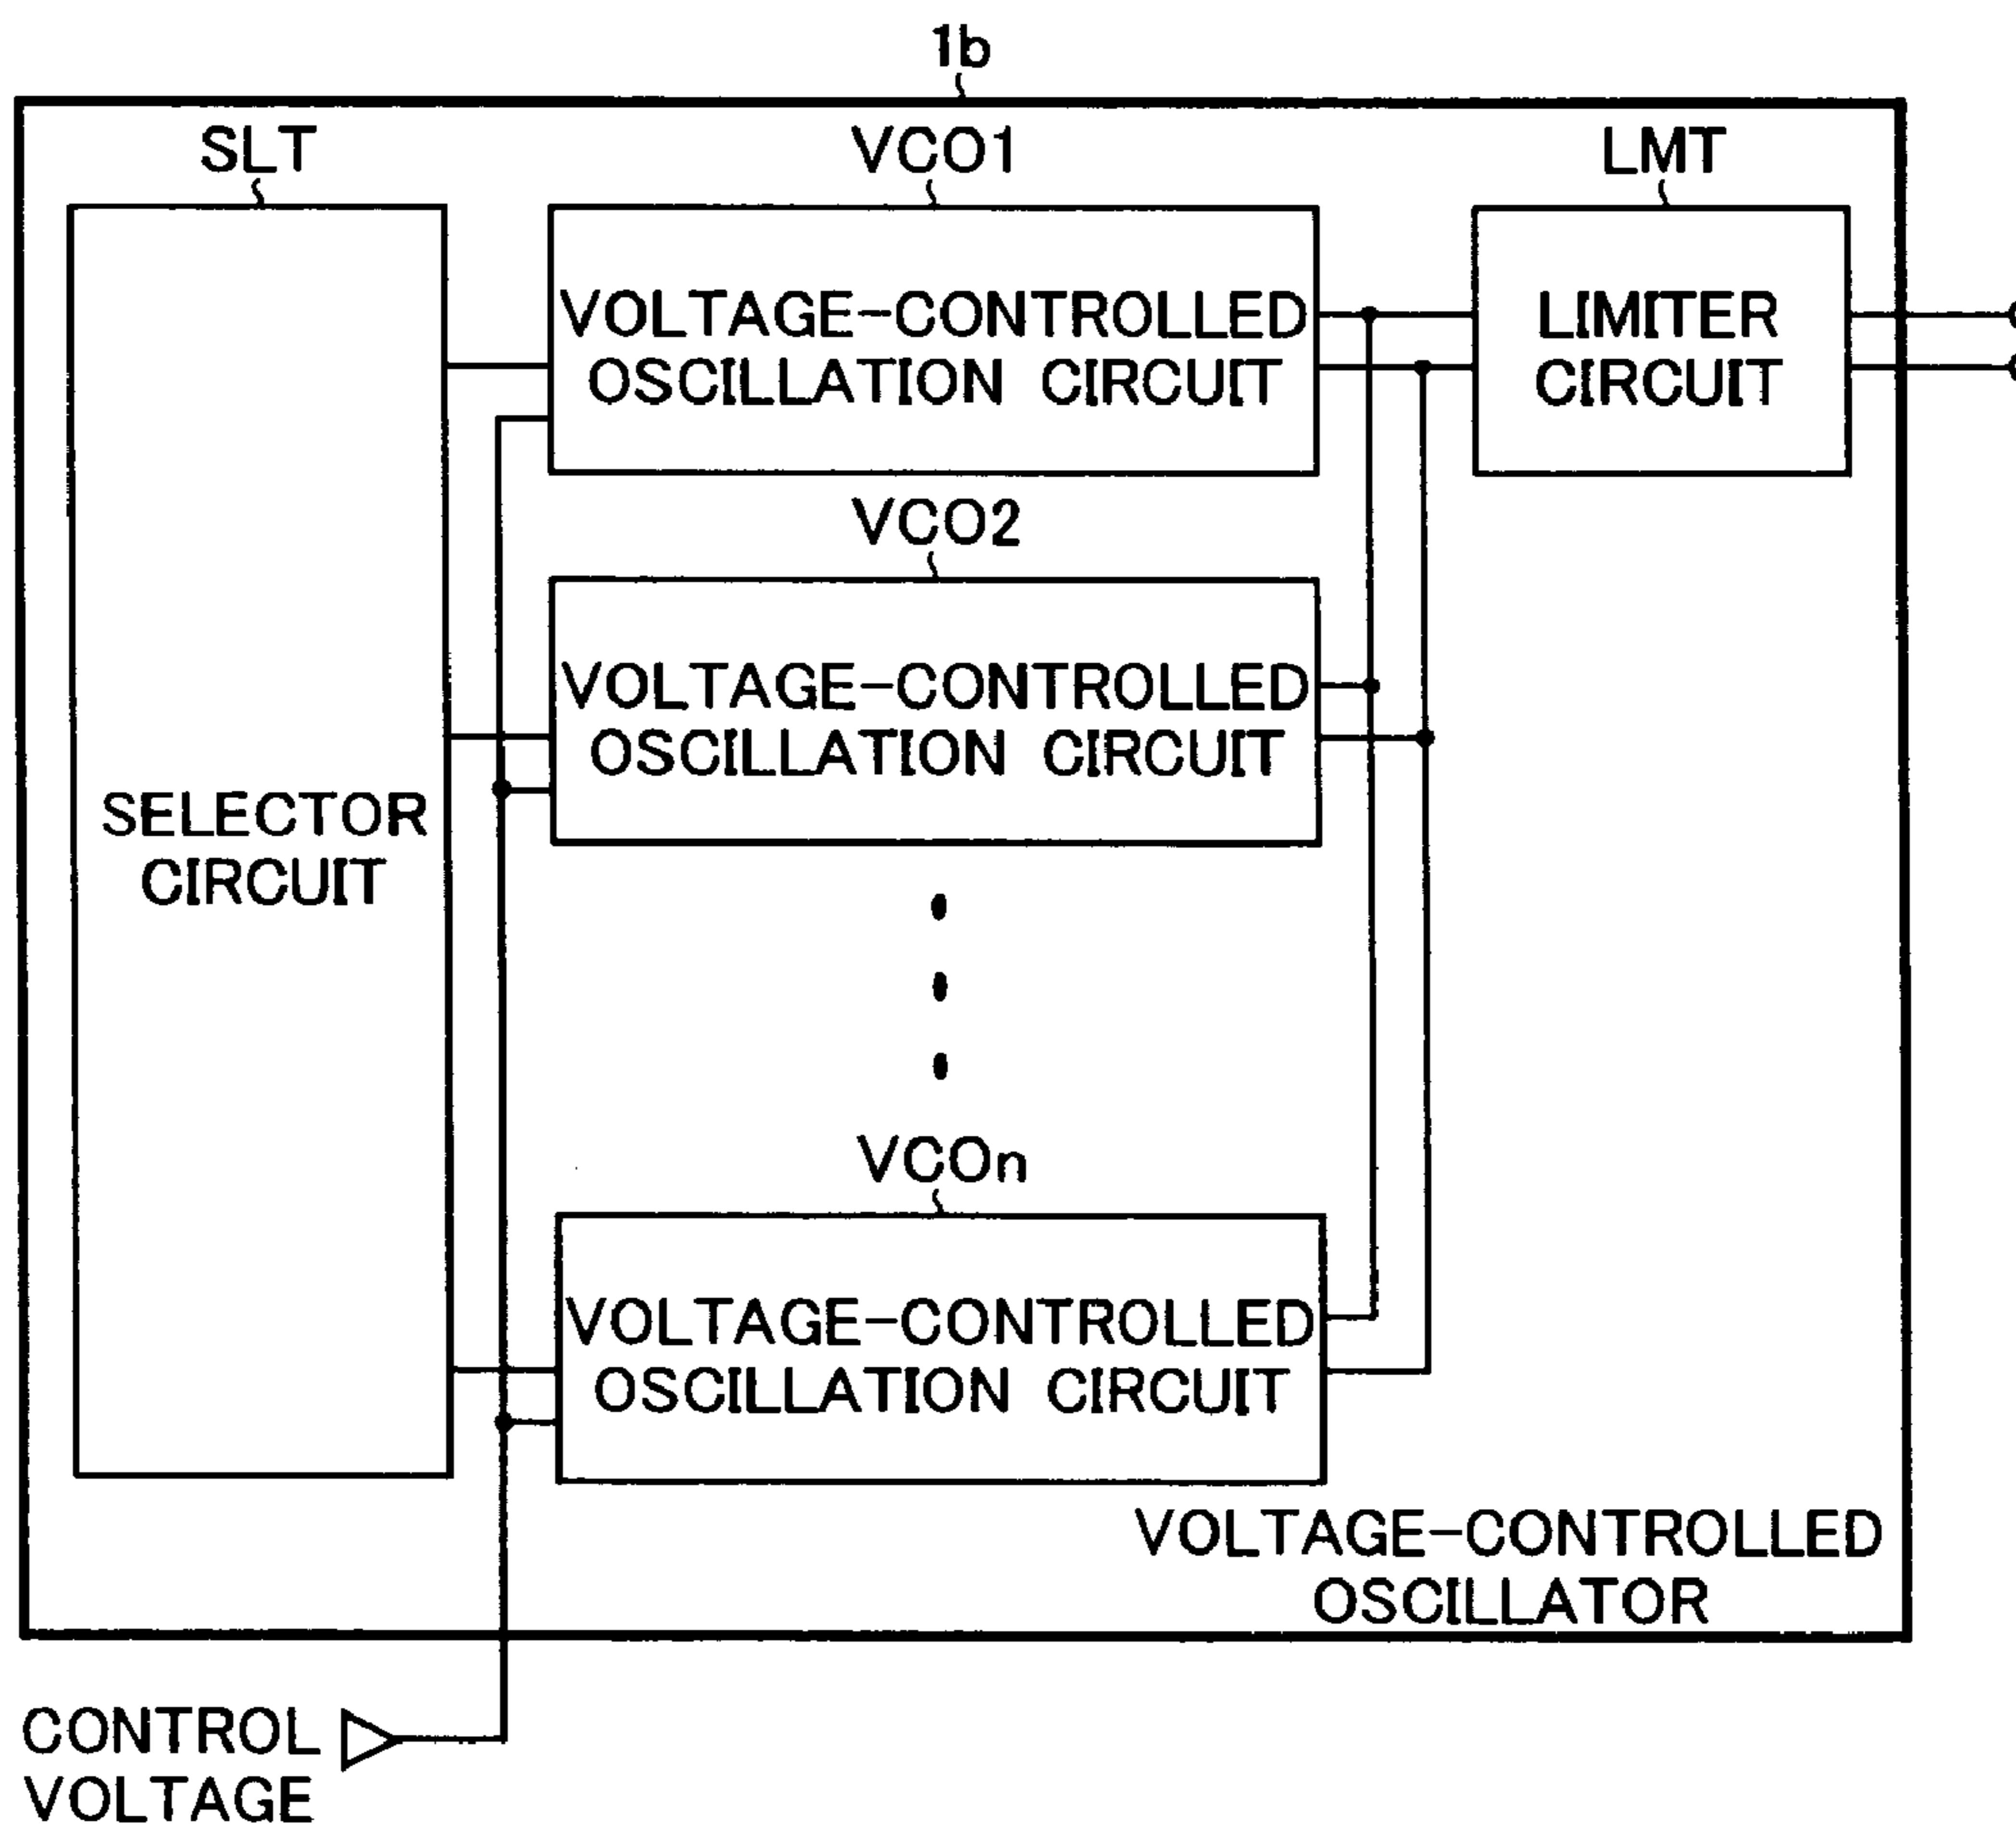 1b
SLT
VCO1
LMT
VOLTAGE-CONTROLLED
OSCILLATION CIRCUIT
LIMITER
CIRCUIT
VCO2
VOLTAGE-CONTROLLED
OSCILLATION CIRCUIT
SELECTOR
CIRCUIT
VCOn
VOLTAGE-CONTROLLED
OSCILLATION CIRCUIT
VOLTAGE-CONTROLLED
OSCILLATOR
CONTROL
VOLTAGE